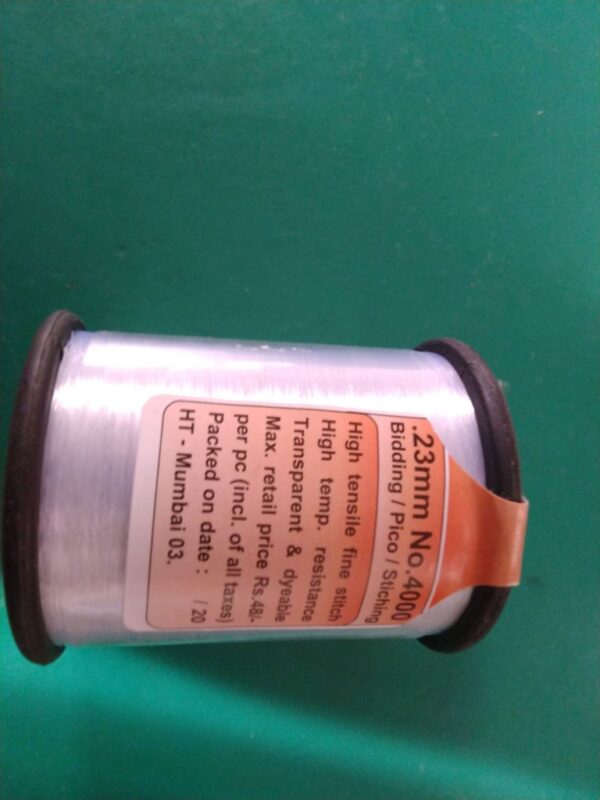 .23mm No.4000
Bidding / Pico / Stiching
High tensile fine stitch
High temp. resistance
Transparent & dyeable
Max. retail price Rs.48/-
per pc (incl. of all taxes)
Packed on date : / 20
HT - Mumbai 03.